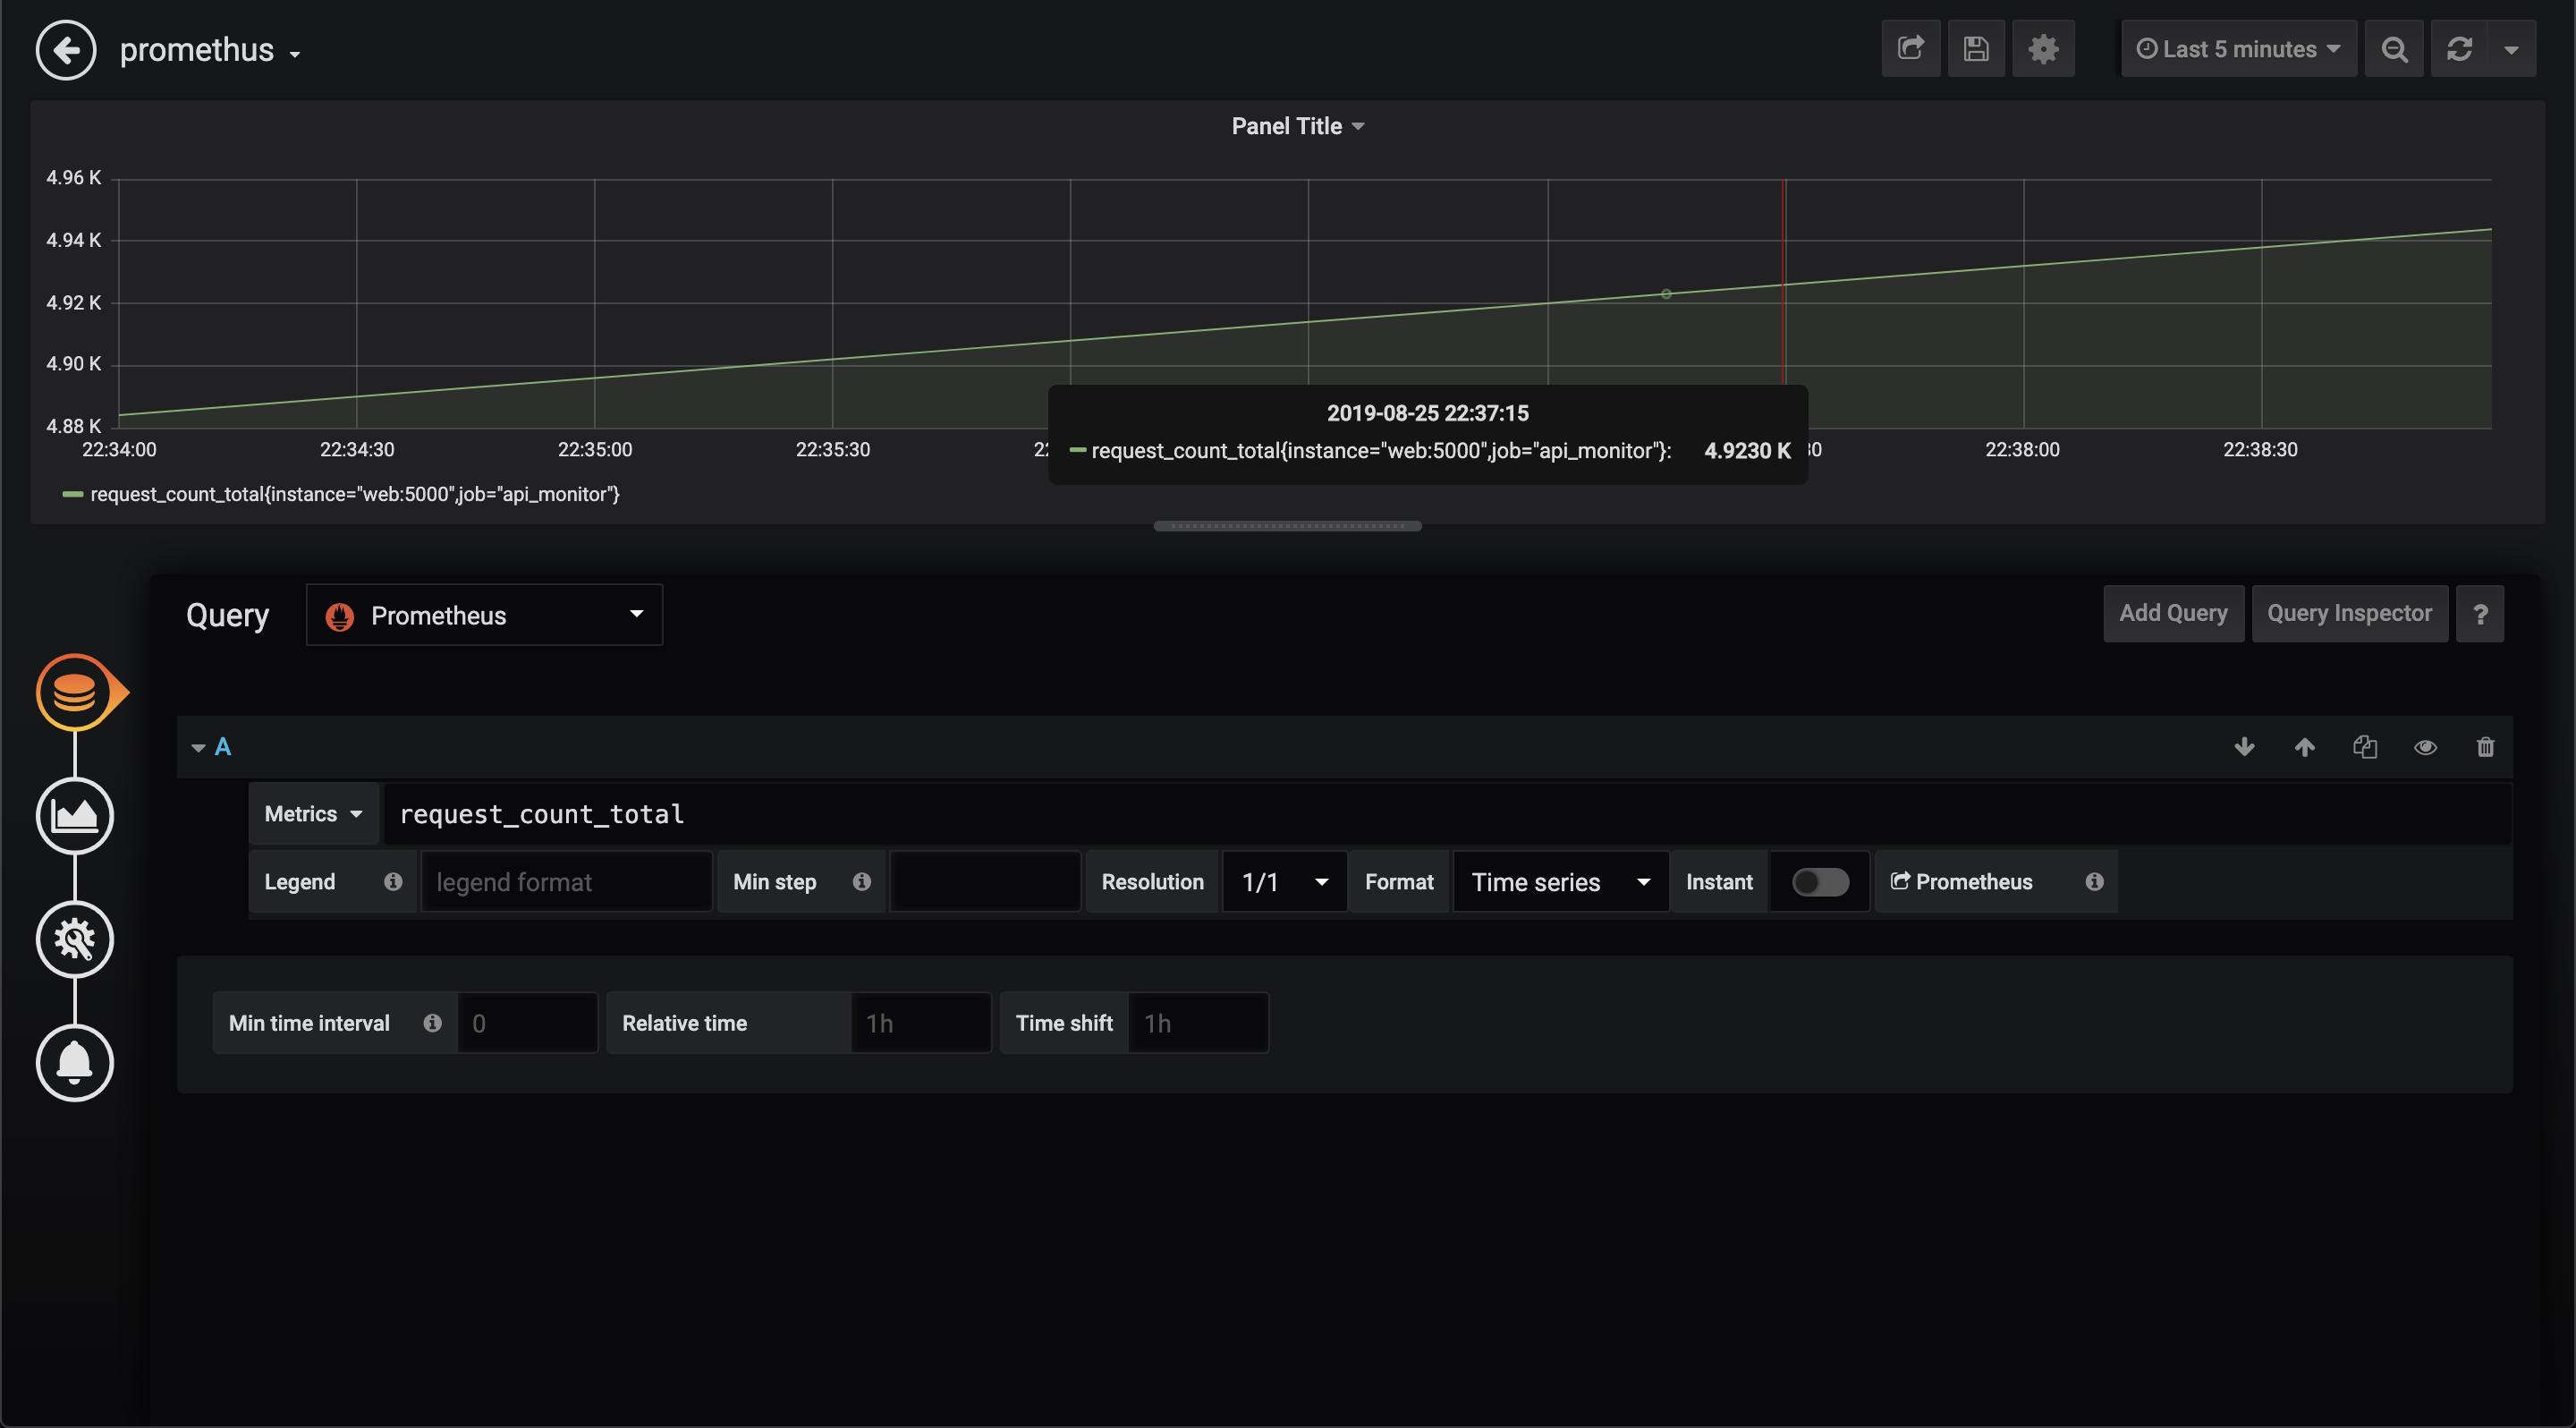 promethus
Last 5 minutes
Panel Title
4.96 K
4.94 K
4.92 K
4.90 K
4.88 K
22:34:00 22:34:30 22:35:00 22:35:30 22:38:00 22:38:30
2019-08-25 22:37:15
request_count_total{instance="web:5000",job="api_monitor"}: 4.9230 K
request_count_total{instance="web:5000",job="api_monitor"}
Query Prometheus Add Query Query Inspector ?
A
Metrics request_count_total
Legend legend format Min step Resolution 1/1 Format Time series Instant Prometheus
Min time interval 0 Relative time 1h Time shift 1h